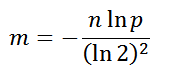 m = − n ln p / (ln 2)²